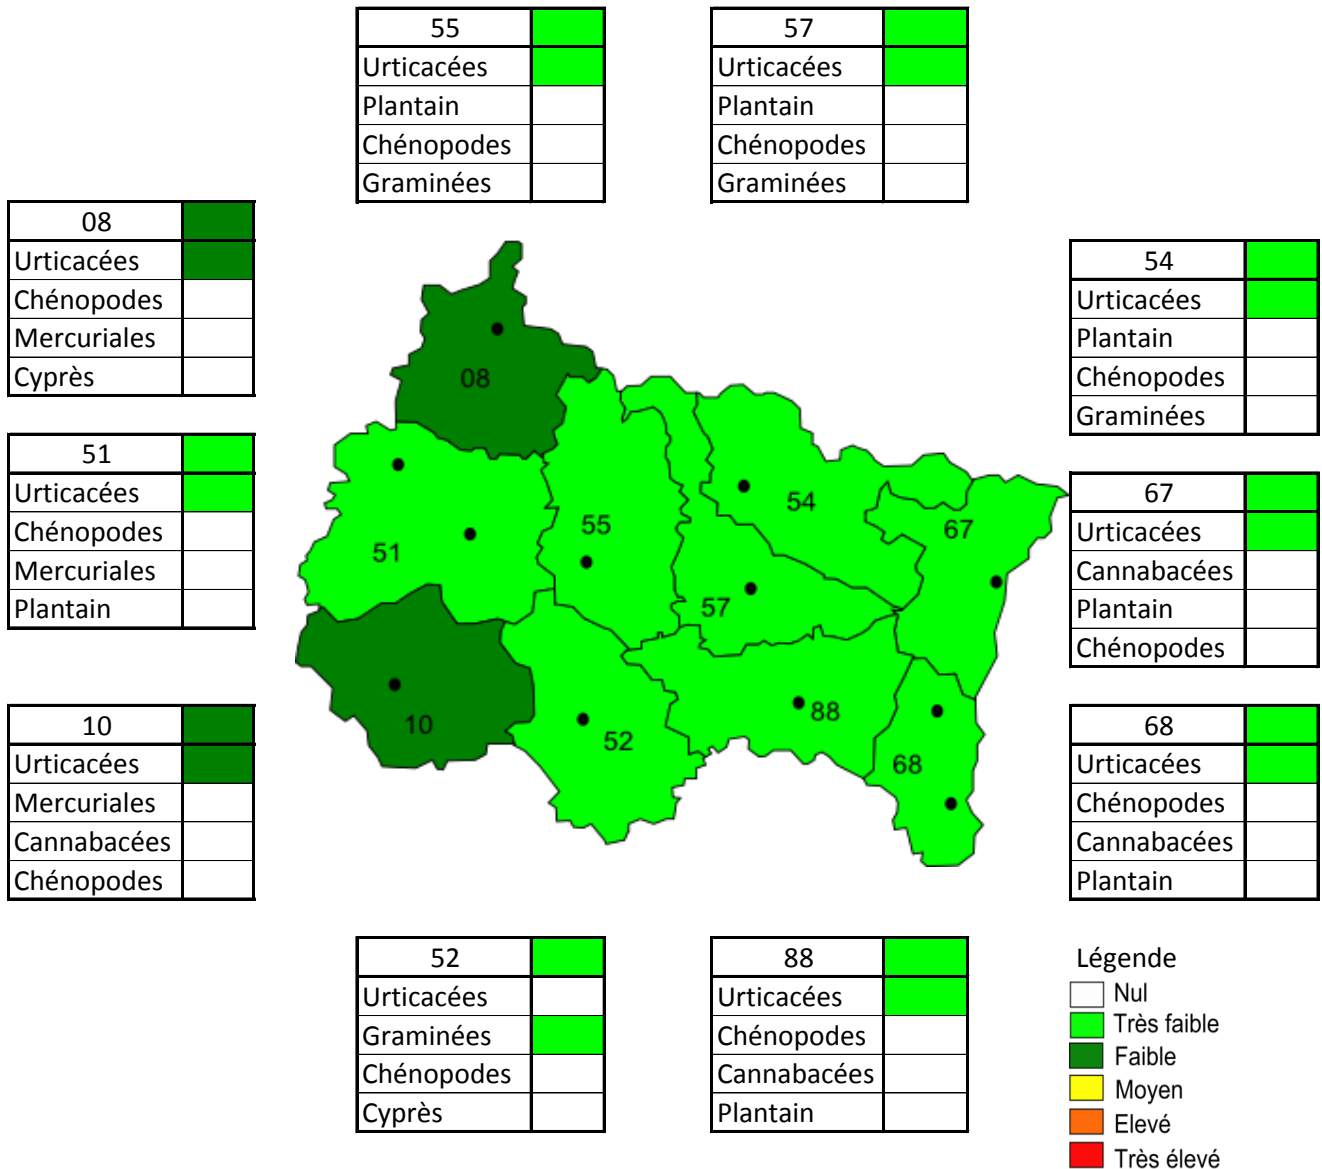 55
Urticacées
Plantain
Chénopodes
Graminées
57
Urticacées
Plantain
Chénopodes
Graminées
08
Urticacées
Chénopodes
Mercuriales
Cyprès
54
Urticacées
Plantain
Chénopodes
Graminées
51
Urticacées
Chénopodes
Mercuriales
Plantain
67
Urticacées
Cannabacées
Plantain
Chénopodes
10
Urticacées
Mercuriales
Cannabacées
Chénopodes
68
Urticacées
Chénopodes
Cannabacées
Plantain
08
54
55
67
51
57
88
10
52
68
52
Urticacées
Graminées
Chénopodes
Cyprès
88
Urticacées
Chénopodes
Cannabacées
Plantain
Légende
Nul
Très faible
Faible
Moyen
Elevé
Très élevé